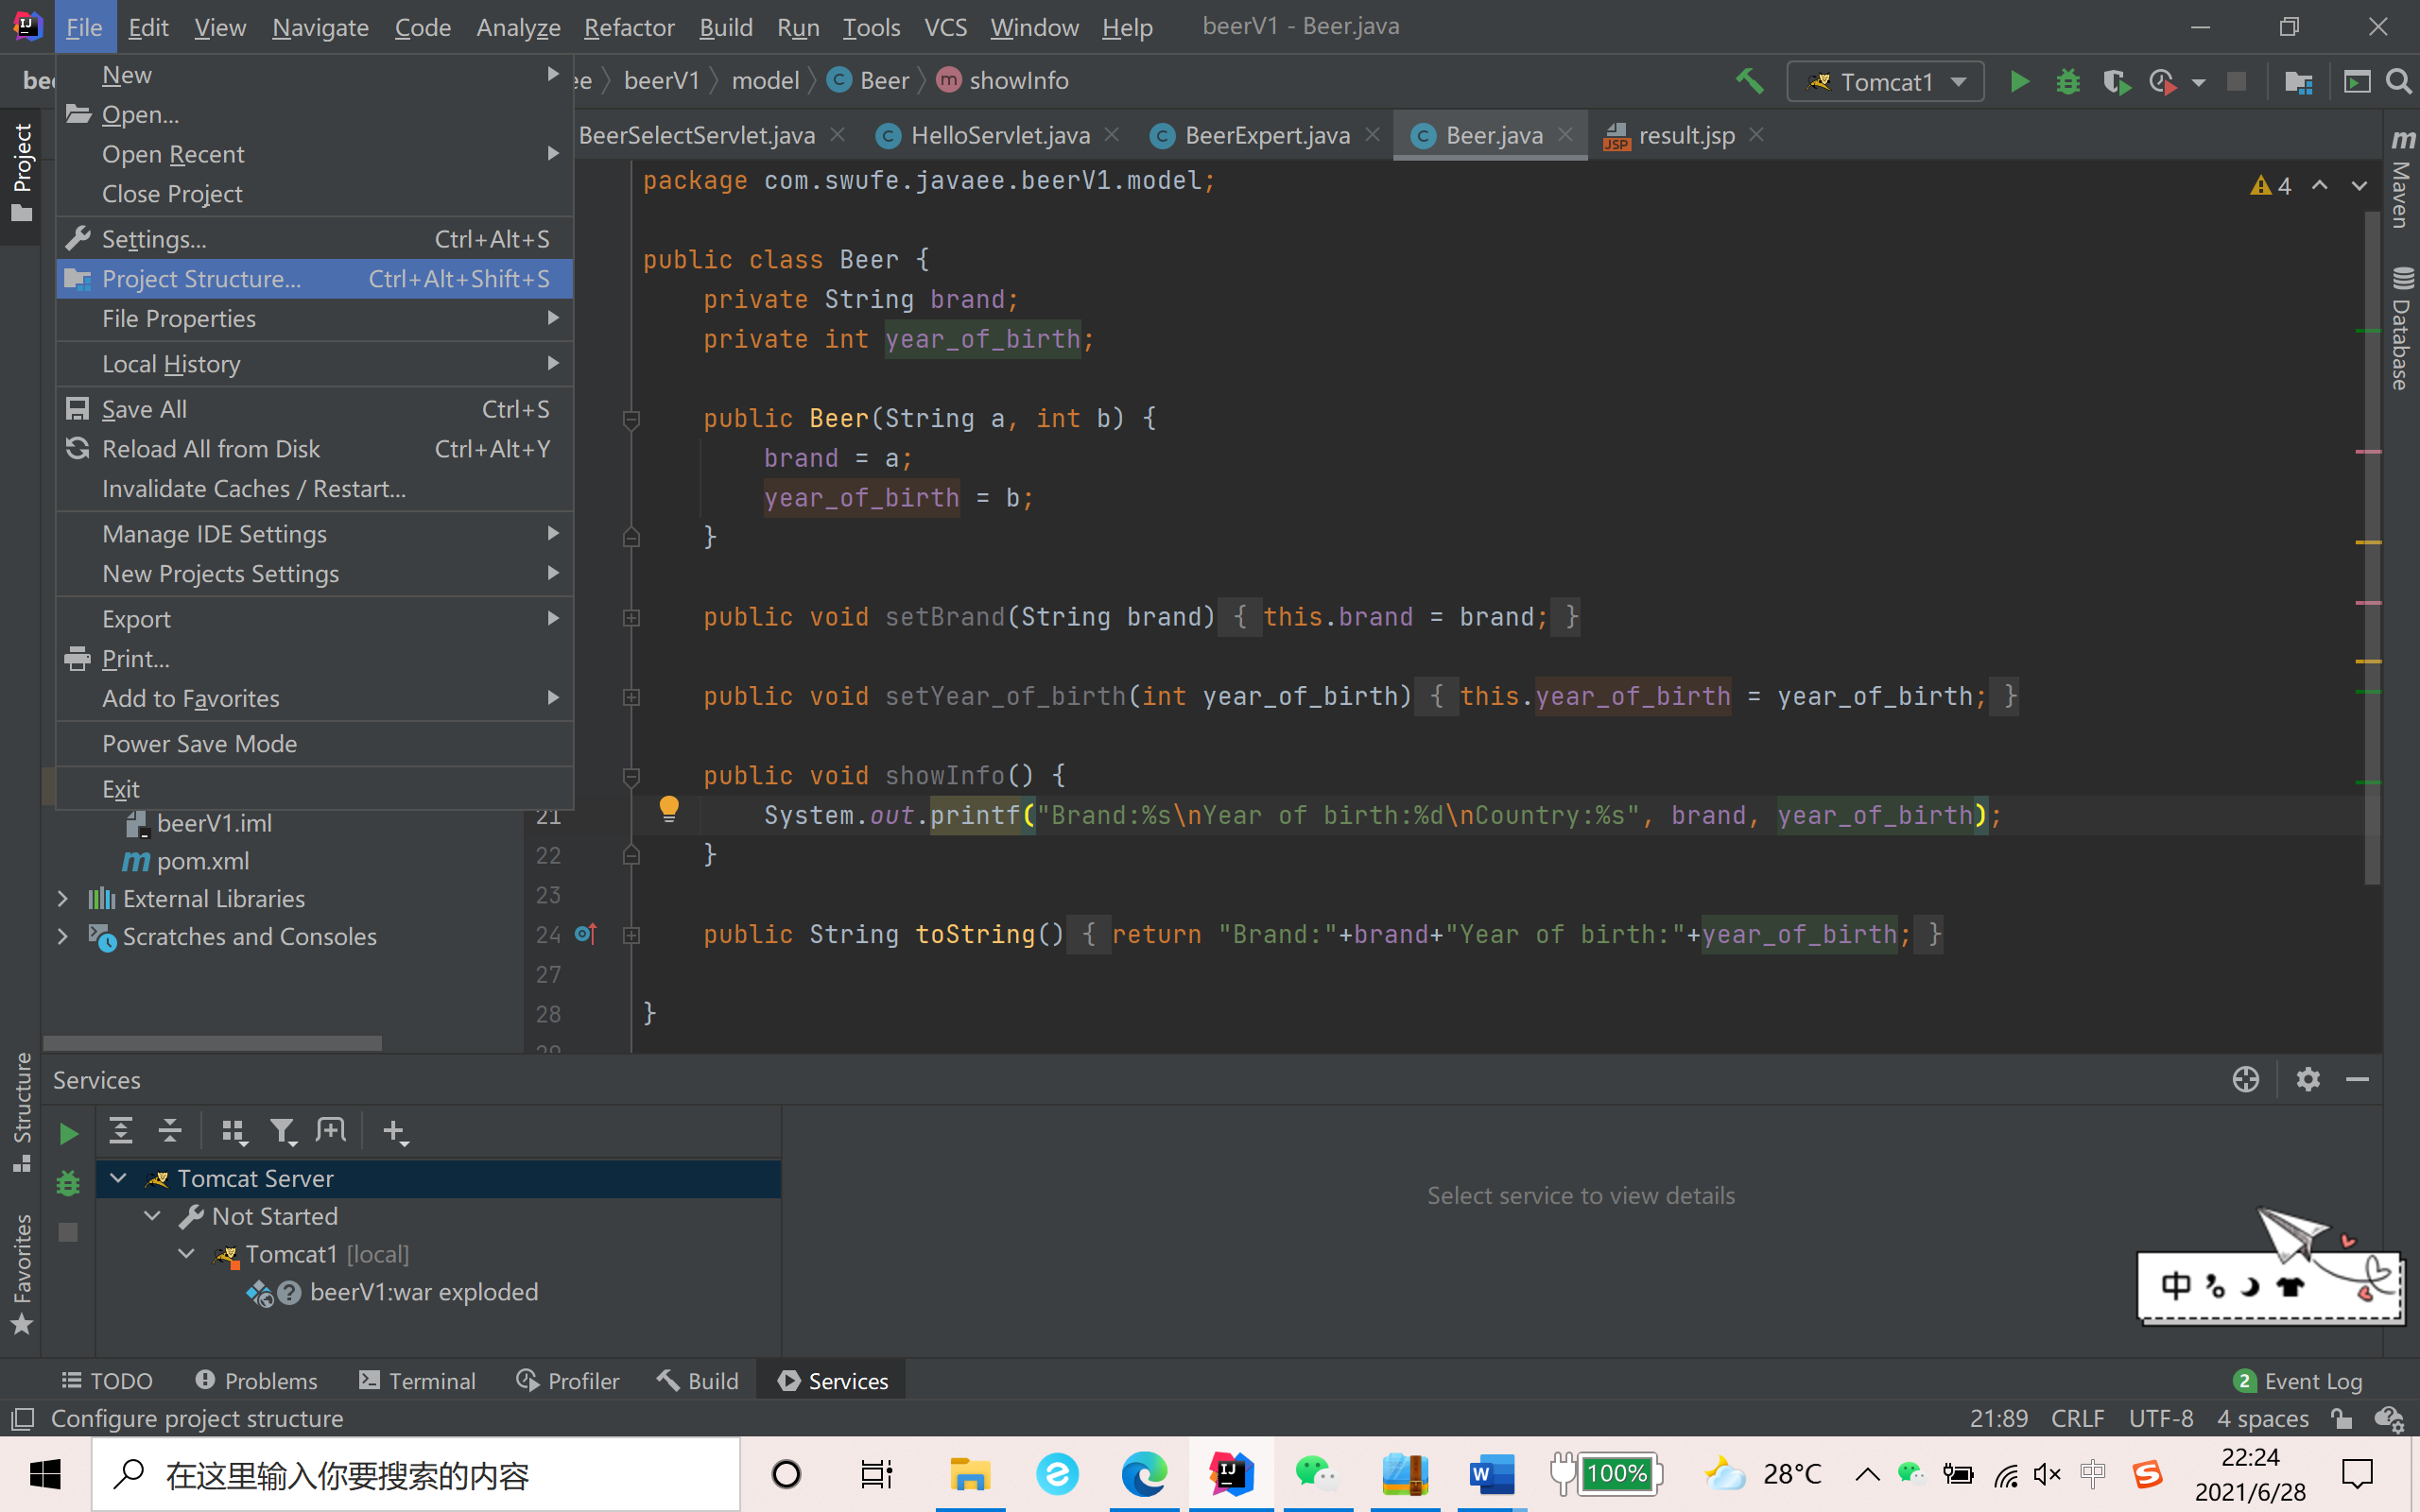 File Edit View Navigate Code Analyze Refactor Build Run Tools VCS Window Help beerV1 - Beer.java
beerV1 model Beer showInfo Tomcat1
BeerSelectServlet.java HelloServlet.java BeerExpert.java Beer.java result.jsp
New
Open...
Open Recent
Close Project
Settings... Ctrl+Alt+S
Project Structure... Ctrl+Alt+Shift+S
File Properties
Local History
Save All Ctrl+S
Reload All from Disk Ctrl+Alt+Y
Invalidate Caches / Restart...
Manage IDE Settings
New Projects Settings
Export
Print...
Add to Favorites
Power Save Mode
Exit
Project
beerV1.iml
pom.xml
External Libraries
Scratches and Consoles
package com.swufe.javaee.beerV1.model;
4
public class Beer {
private String brand;
private int year_of_birth;
public Beer(String a, int b) {
brand = a;
year_of_birth = b;
}
public void setBrand(String brand) { this.brand = brand; }
public void setYear_of_birth(int year_of_birth) { this.year_of_birth = year_of_birth; }
public void showInfo() {
21 System.out.printf("Brand:%s\nYear of birth:%d\nCountry:%s", brand, year_of_birth);
22 }
23
24 public String toString() { return "Brand:"+brand+"Year of birth:"+year_of_birth; }
27
28 }
Maven
Database
Structure
Favorites
Services
Tomcat Server
Not Started
Tomcat1 [local]
beerV1:war exploded
Select service to view details
中
TODO Problems Terminal Profiler Build Services 2 Event Log
Configure project structure 21:89 CRLF UTF-8 4 spaces
在这里输入你要搜索的内容
100% 28°C 中
22:24
2021/6/28